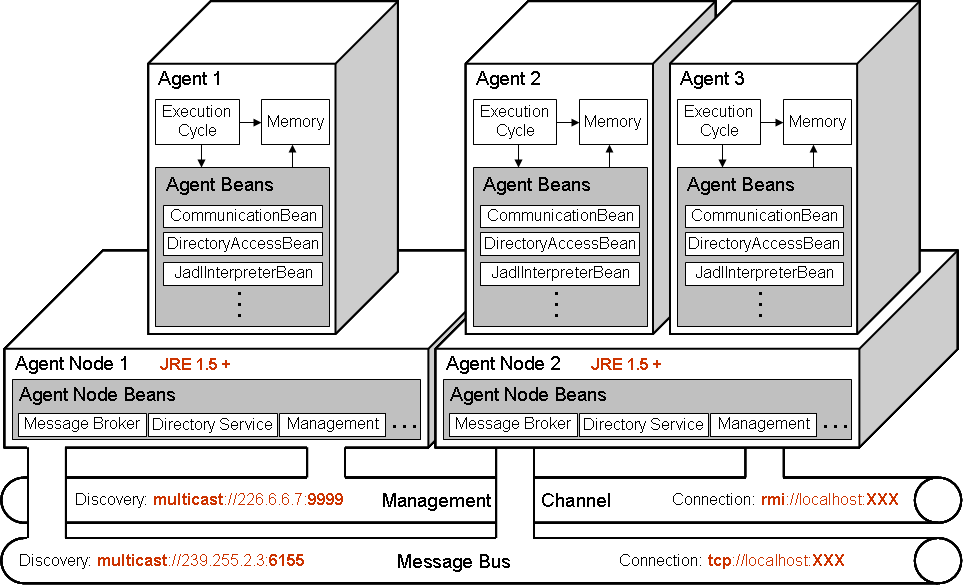 Agent 1
Execution
Cycle
Memory
Agent Beans
CommunicationBean
DirectoryAccessBean
JadlInterpreterBean
Agent 2
Execution
Cycle
Memory
Agent Beans
CommunicationBean
DirectoryAccessBean
JadlInterpreterBean
Agent 3
Execution
Cycle
Memory
Agent Beans
CommunicationBean
DirectoryAccessBean
JadlInterpreterBean
Agent Node 1 JRE 1.5 +
Agent Node Beans
Message Broker Directory Service Management ...
Agent Node 2 JRE 1.5 +
Agent Node Beans
Message Broker Directory Service Management ...
Discovery: multicast://226.6.6.7:9999 Management Channel Connection: rmi://localhost:XXX
Discovery: multicast://239.255.2.3:6155 Message Bus Connection: tcp://localhost:XXX